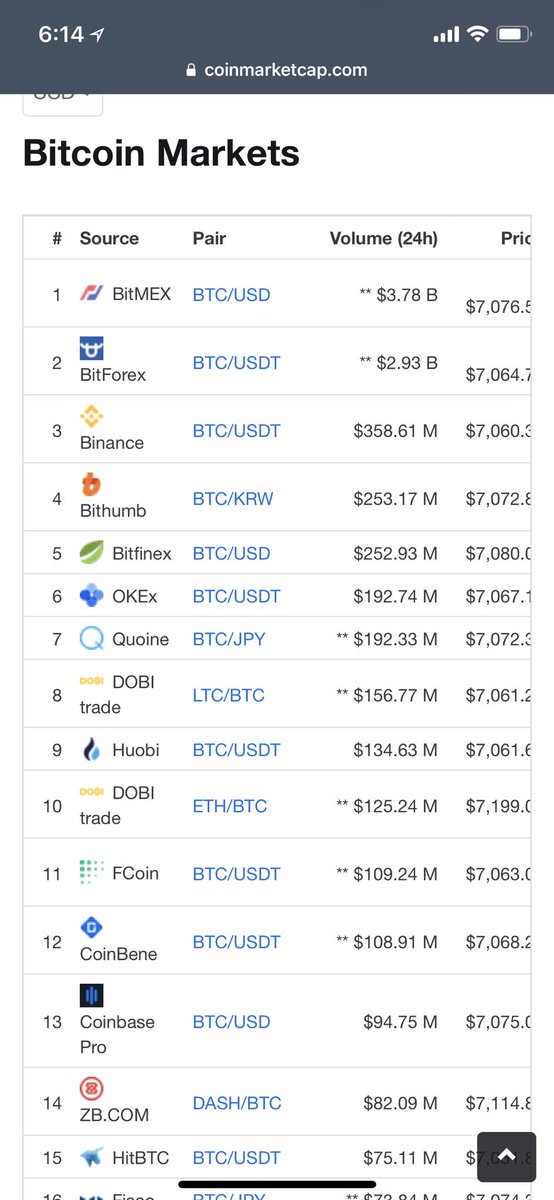 6:14
coinmarketcap.com
USD
Bitcoin Markets
# Source Pair Volume (24h) Pric
1 BitMEX BTC/USD ** $3.78 B $7,076.5
2 BitForex BTC/USDT ** $2.93 B $7,064.7
3 Binance BTC/USDT $358.61 M $7,060.3
4 Bithumb BTC/KRW $253.17 M $7,072.8
5 Bitfinex BTC/USD $252.93 M $7,080.0
6 OKEx BTC/USDT $192.74 M $7,067.1
7 Quoine BTC/JPY ** $192.33 M $7,072.3
8 DOBI DOBI trade LTC/BTC ** $156.77 M $7,061.2
9 Huobi BTC/USDT $134.63 M $7,061.6
10 DOBI DOBI trade ETH/BTC ** $125.24 M $7,199.0
11 FCoin BTC/USDT ** $109.24 M $7,063.0
12 CoinBene BTC/USDT ** $108.91 M $7,068.2
13 Coinbase Pro BTC/USD $94.75 M $7,075.0
14 ZB.COM DASH/BTC $82.09 M $7,114.8
15 HitBTC BTC/USDT $75.11 M
16 Fisco BTC/JPY ** $72.84 M